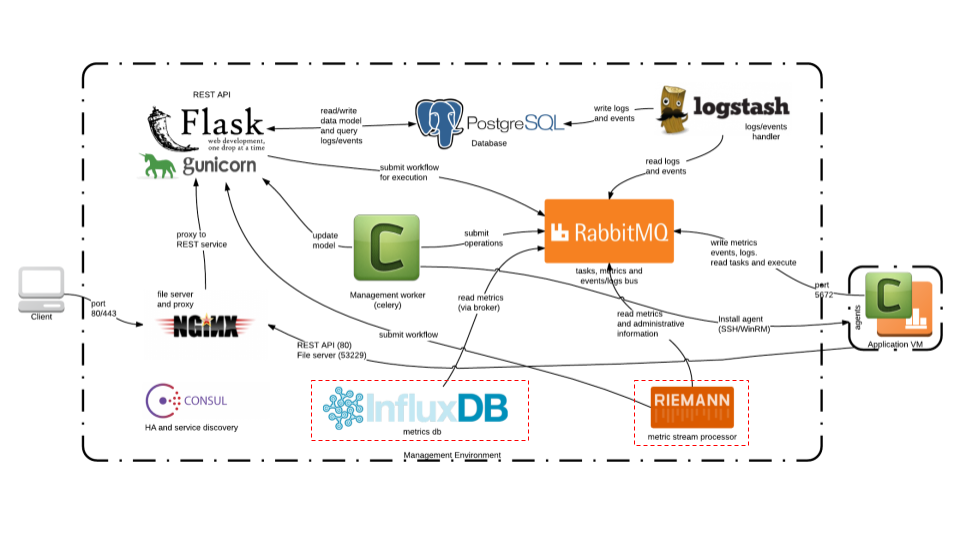 REST API
Flask
web development,
one drop at a time
gunicorn
read/write
data model
and query
logs/events
PostgreSQL
Database
write logs
and events
logstash
logs/events
handler
submit workflow
for execution
read logs
and events
proxy to
REST service
update
model
C
Management worker
(celery)
submit
operations
RabbitMQ
tasks, metrics and
events/logs bus
write metrics
events, logs.
read tasks and execute
port
5672
C
agents
Application VM
Client
port
80/443
file server
and proxy
NGINX
read metrics
(via broker)
read metrics
and administrative
information
Install agent
(SSH/WinRM)
submit workflow
REST API (80)
File server (53229)
CONSUL
HA and service discovery
InfluxDB
metrics db
RIEMANN
metric stream processor
Management Environment